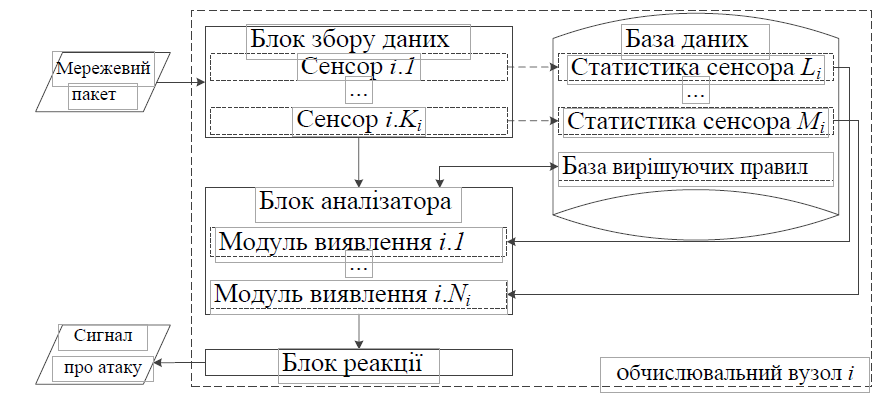 Мережевий
пакет
Блок збору даних
Сенсор i.1
...
Сенсор i.Ki
База даних
Статистика сенсора Li
...
Статистика сенсора Mi
База вирішуючих правил
Блок аналізатора
Модуль виявлення i.1
...
Модуль виявлення i.Ni
Блок реакції
Сигнал
про атаку
обчислювальний вузол i